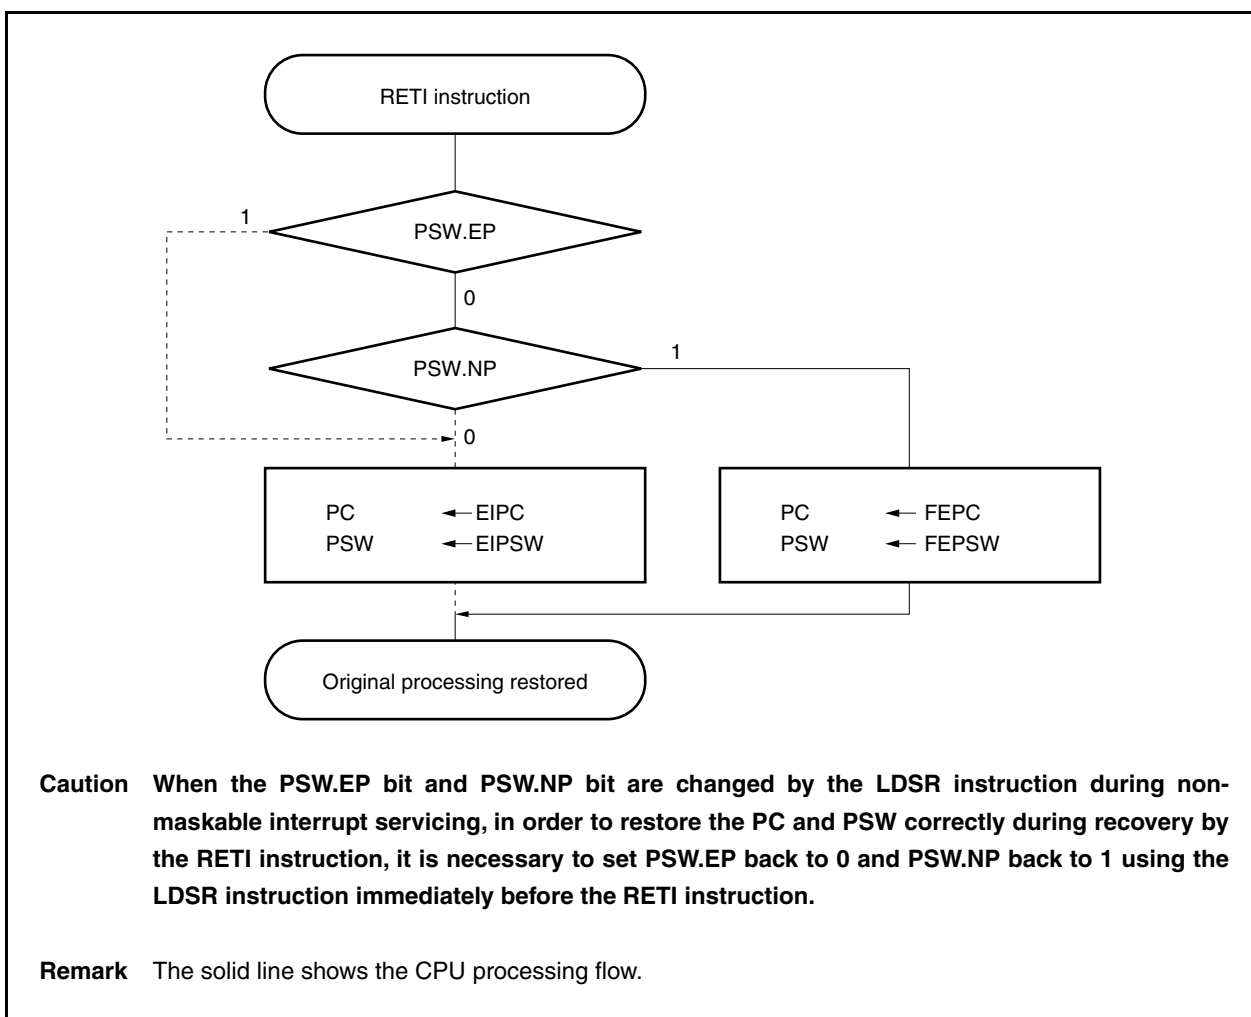 RETI instruction
1
PSW.EP
0
PSW.NP
1
0
PC ← EIPC
PSW ← EIPSW
PC ← FEPC
PSW ← FEPSW
Original processing restored
Caution When the PSW.EP bit and PSW.NP bit are changed by the LDSR instruction during non-
maskable interrupt servicing, in order to restore the PC and PSW correctly during recovery by
the RETI instruction, it is necessary to set PSW.EP back to 0 and PSW.NP back to 1 using the
LDSR instruction immediately before the RETI instruction.
Remark The solid line shows the CPU processing flow.